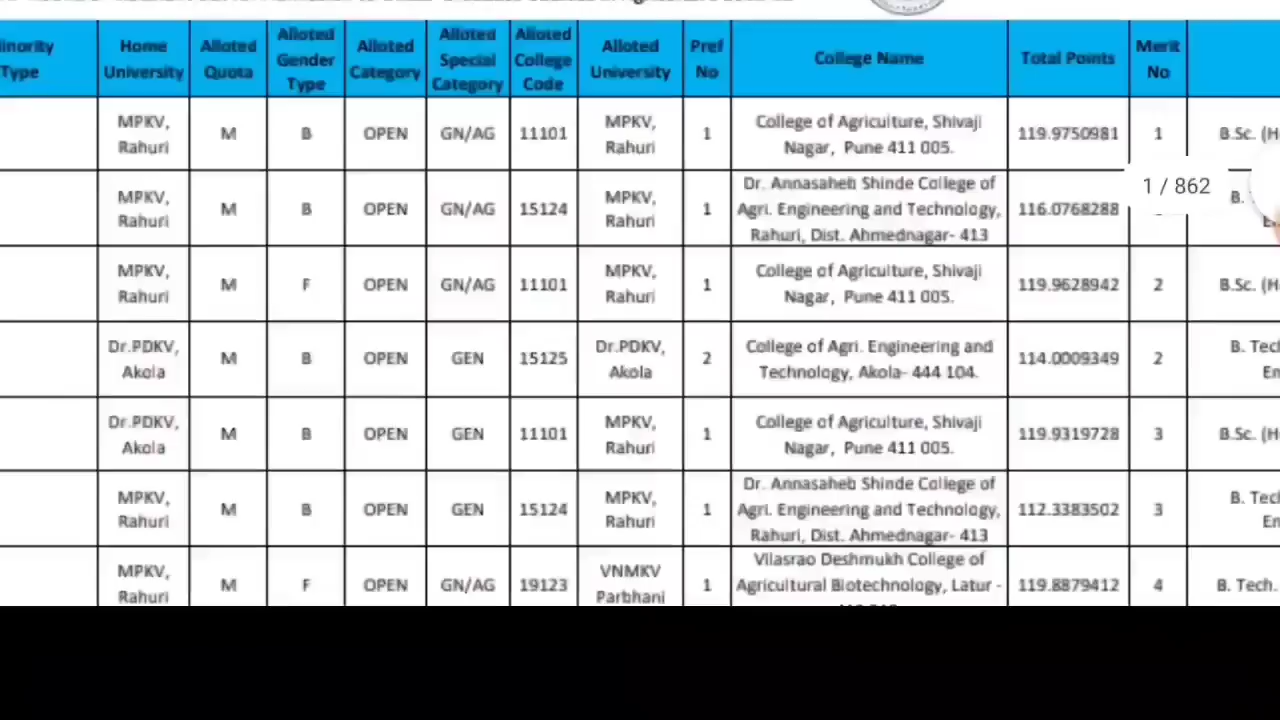 inority Type
Home University
Alloted Quota
Alloted Gender Type
Alloted Category
Alloted Special Category
Alloted College Code
Alloted University
Pref No
College Name
Total Points
Merit No
MPKV, Rahuri M B OPEN GN/AG 11101 MPKV, Rahuri 1 College of Agriculture, Shivaji Nagar, Pune 411 005. 119.9750981 1 B.Sc. (H
1 / 862
MPKV, Rahuri M B OPEN GN/AG 15124 MPKV, Rahuri 1 Dr. Annasaheb Shinde College of Agri. Engineering and Technology, Rahuri, Dist. Ahmednagar- 413 116.0768288 B.
MPKV, Rahuri M F OPEN GN/AG 11101 MPKV, Rahuri 1 College of Agriculture, Shivaji Nagar, Pune 411 005. 119.9628942 2 B.Sc. (H
Dr.PDKV, Akola M B OPEN GEN 15125 Dr.PDKV, Akola 2 College of Agri. Engineering and Technology, Akola- 444 104. 114.0009349 2 B. Tec En
Dr.PDKV, Akola M B OPEN GEN 11101 MPKV, Rahuri 1 College of Agriculture, Shivaji Nagar, Pune 411 005. 119.9319728 3 B.Sc. (H
MPKV, Rahuri M B OPEN GEN 15124 MPKV, Rahuri 1 Dr. Annasaheb Shinde College of Agri. Engineering and Technology, Rahuri, Dist. Ahmednagar- 413 112.3383502 3 B. Tec En
MPKV, Rahuri M F OPEN GN/AG 19123 VNMKV Parbhani 1 Vilasrao Deshmukh College of Agricultural Biotechnology, Latur - 119.8879412 4 B. Tech.